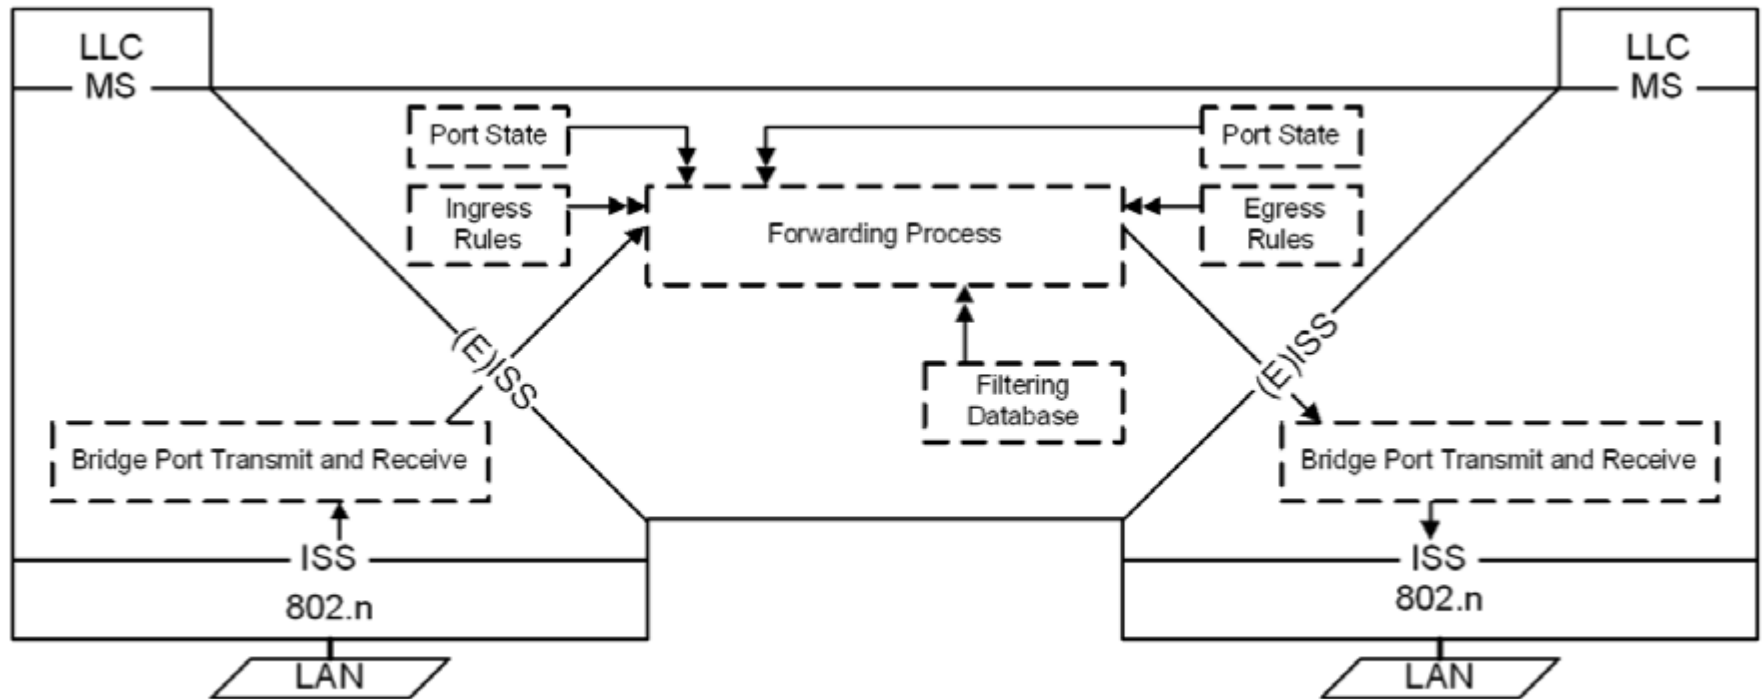 LLC
MS
LLC
MS
Port State
Port State
Ingress
Rules
Forwarding Process
Egress
Rules
(E)ISS
(E)ISS
Filtering
Database
Bridge Port Transmit and Receive
Bridge Port Transmit and Receive
ISS
ISS
802.n
802.n
LAN
LAN